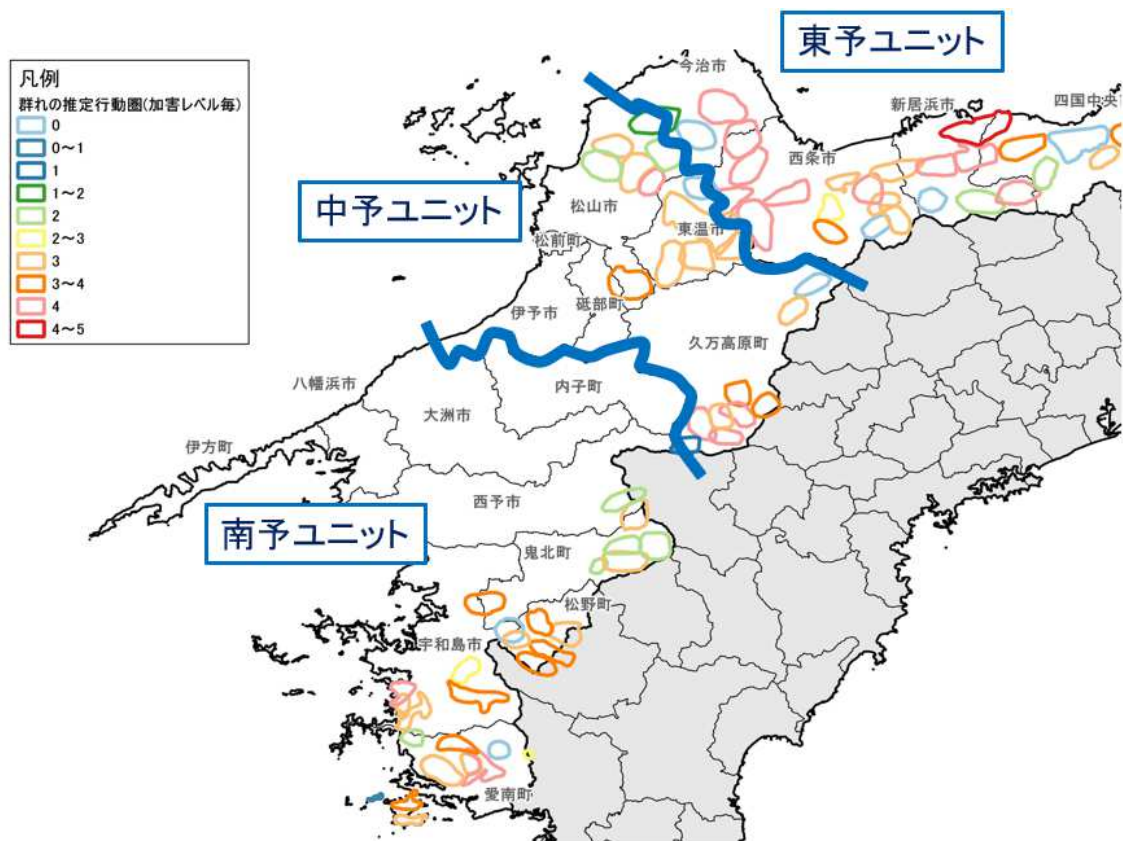 東予ユニット
今治市
凡例
群れの推定行動圏(加害レベル毎)
0
0～1
1
1～2
2
2～3
3
3～4
4
4～5
新居浜市
四国中央
西条市
中予ユニット
松山市
東温市
松前町
砥部町
伊予市
久万高原町
八幡浜市
内子町
大洲市
伊方町
西予市
南予ユニット
鬼北町
松野町
宇和島市
愛南町